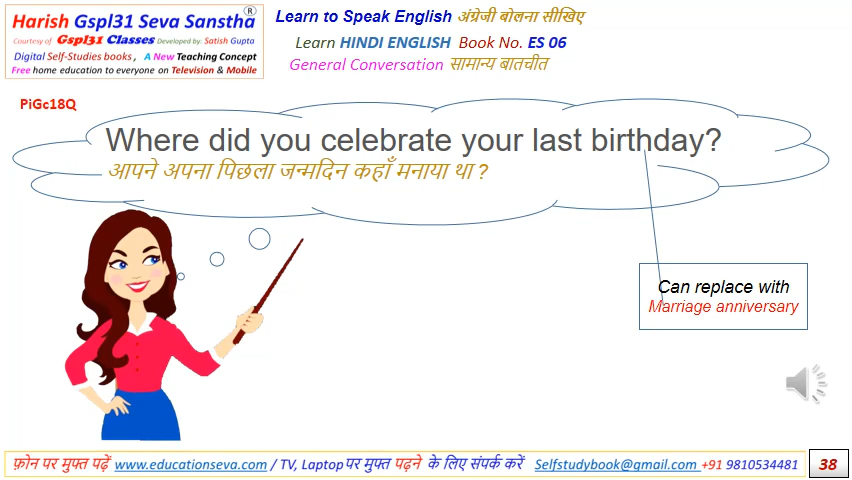 Harish Gspl31 Seva Sanstha ®
Courtesy of Gspl31 Classes Developed by: Satish Gupta
Digital Self-Studies books , A New Teaching Concept
Free home education to everyone on Television & Mobile
Learn to Speak English अंग्रेजी बोलना सीखिए
Learn HINDI ENGLISH Book No. ES 06
General Conversation सामान्य बातचीत
PiGc18Q
Where did you celebrate your last birthday?
आपने अपना पिछला जन्मदिन कहाँ मनाया था ?
Can replace with
Marriage anniversary
फ़ोन पर मुफ्त पढ़ें www.educationseva.com / TV, Laptop पर मुफ्त पढ़ने के लिए संपर्क करें Selfstudybook@gmail.com +91 9810534481
38